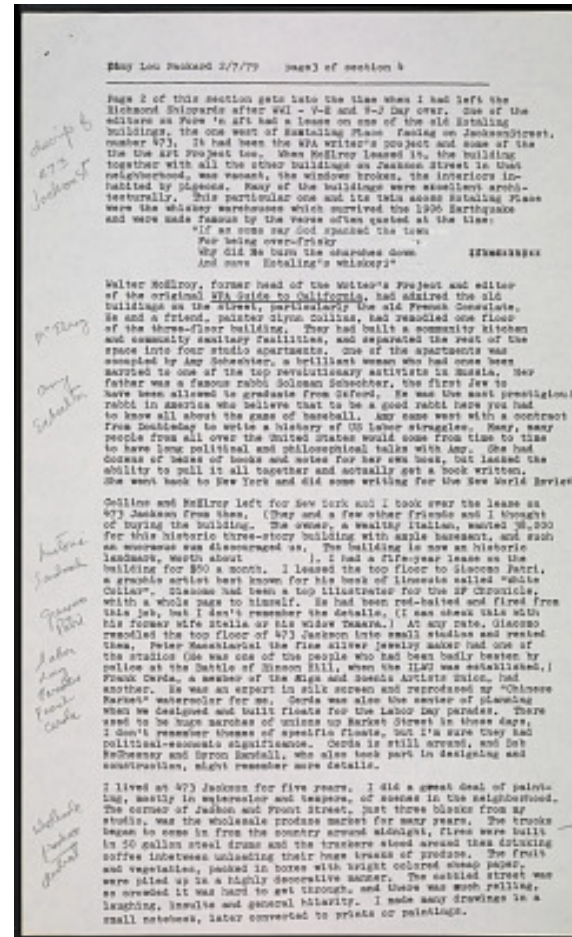 Emmy Lou Packard 2/7/79 page3 of section 4
Page 2 of this section gets into the time when I had left the
Richmond Shipyards after WWI - V-E and V-J Day over. One of the
editors on Fore 'n aft had a lease on one of the old Hotaling
buildings, the one west of Hotaling Place facing on JacksonStreet,
number 473. It had been the WPA writer's project and some of the
the the Art Project too. When McElroy leased it, the building
together with all the other buildings on Jackson Street in that
neighborhood, was vacant, the windows broken, the interiors in-
habited by pigeons. Many of the buildings were excellent archi-
tecturally. This particular one and its twin across Hotaling Place
were the whiskey warehouses which survived the 1906 Earthquake
and were made famous by the verse often quoted at the time:
"If as some say God spanked the town
For being over-frisky
Why did He burn the churches down
And save Hotaling's whiskey?"
Walter McElroy, former head of the Writer's Project and editor
of the original WPA Guide to California, had admired the old
buildings on the street, particularly the old French Consulate.
He and a friend, painter Glynn Collins, had remodled one floor
of the three-floor building. They had built a community kitchen
and community sanitary facilities, and separated the rest of the
space into four studio apartments. One of the apartments was
occupied by Amy Schechter, a brilliant woman who had once been
married to one of the top revolutionary activists in Russia. Her
father was a famous rabbi Soloman Schechter, the first Jew to
have been allowed to graduate from Oxford. He was the most prestigious
rabbi in America who believe that to be a good rabbi here you had
to know all about the game of baseball. Amy came west with a contract
from Doubleday to write a history of US labor struggles. Many, many
people from all over the United States would come from time to time
to have long political and philosophical talks with Amy. She had
dozens of boxes of books and notes for her own book, but lacked the
ability to pull it all together and actually get a book written.
She went back to New York and did some writing for the New World Review
Collins and McElroy left for New York and I took over the lease on
473 Jackson from them. (They and a few other friends and I thought
of buying the building. The owner, a wealthy Italian, wanted
for this historic three-story building with ample basement, and such
an enormous sum discouraged us. The building is now an historic
landmark, worth about ). I had a five-year lease on the
building for $50 a month. I leased the top floor to Giacomo Patri,
a graphic artist best known for his book of linocuts called "White
Collar". Giacomo had been a top illustrator for the SF Chronicle,
with a whole page to himself. He had been red-baited and fired from
this job, but I don't remember the details. (I can check this with
his former wife Stella or his widow Tamara.) At any rate, Giacomo
remodled the top floor of 473 Jackson into small studios and rented
them. Peter Macchiarini the fine silver jewelry maker had one of
the studios (He was one of the people who had been badly beaten by
police at the Battle of Rincon Hill, when the ILWU was established.)
Frank Cerda, a member of the Sign and Scenic Artists Union, had
another. He was an expert in silk screen and reproduced my "Chinese
Market" watercolor for me. Cerda was also the center of planning
when we designed and built floats for the Labor Day parades. There
used to be huge marches of unions up Market Street in those days,
I don't remember themes of specific floats, but I'm sure they had
political-economic significance. Cerda is still around, and Bob
McChesney and Byron Randall, who also took part in designing and
construction, might remember more details.
I lived at 473 Jackson for five years. I did a great deal of paint-
ing, mostly in watercolor and tempera, of scenes in the neighborhood.
The corner of Jackson and Front Street, just three blocks from my
studio, was the wholesale produce market for many years. The trucks
began to come in from the country around midnight, fires were built
in 50 gallon steel drums and the truckers stood around them drinking
coffee inbetween unloading their huge trucks of produce. The fruit
and vegetables, packed in boxes with bright colored cheap paper,
were piled up in a highly decorative manner. The cobbled street was
so crowded it was hard to get through, and there was much yelling,
laughing, insults and general hilarity. I made many drawings in a
small notebook, later converted to prints or paintings.
descrip of
473
Jackson St
McElroy
Amy
Schechter
historic
landmark
Giacomo
Patri
labor
day
parades
Frank
Cerda
wholesale
produce
market